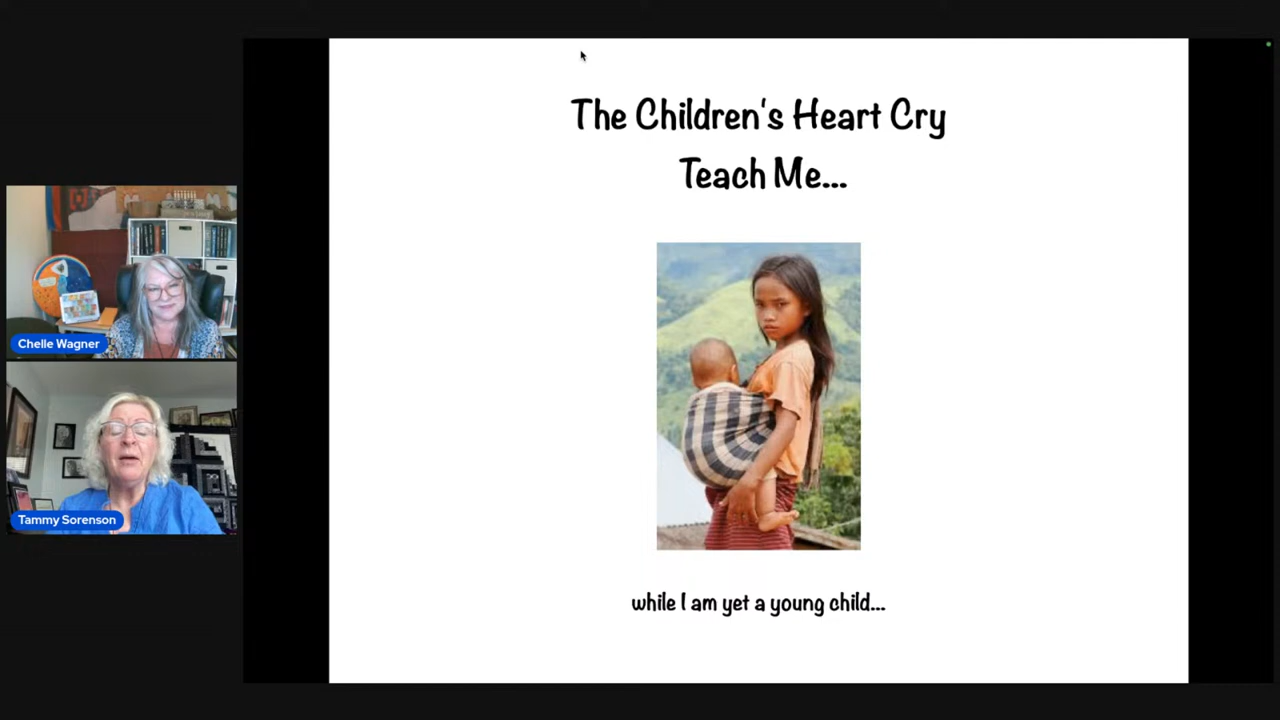 The Children's Heart Cry
Teach Me...
while I am yet a young child...
Chelle Wagner
Tammy Sorenson